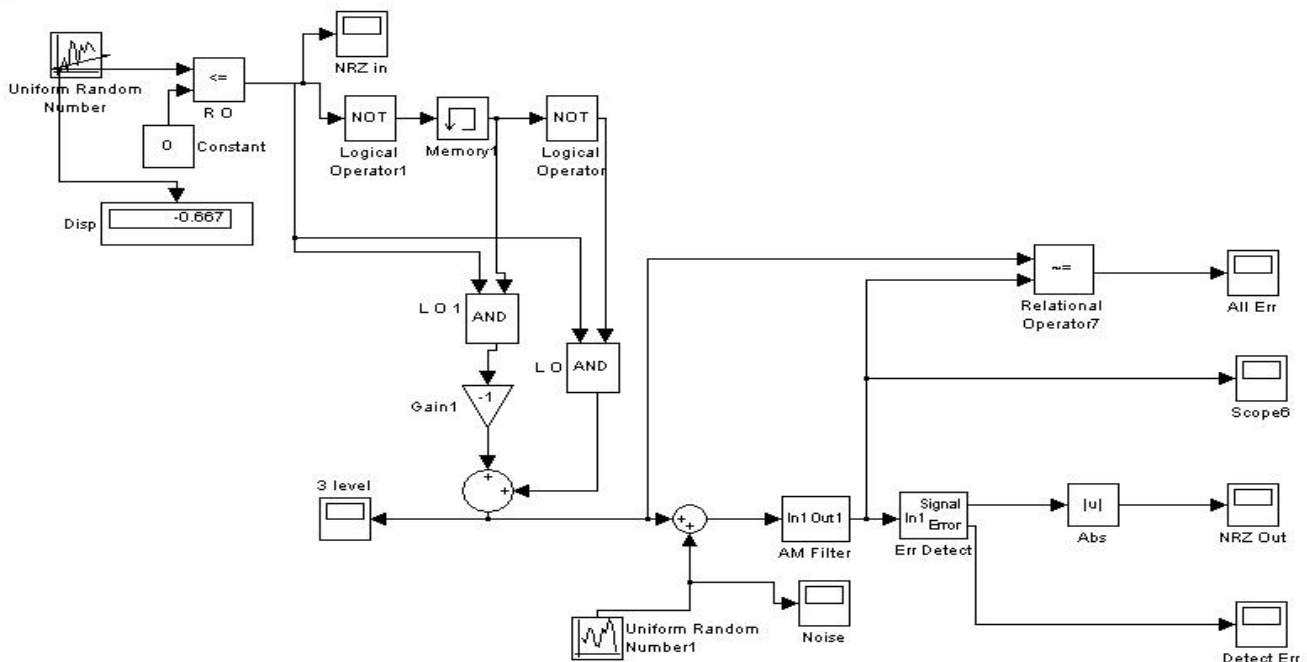 NRZ in
Uniform Random
Number
<=
R O
0
Constant
NOT
Logical
Operator1
Memory1
NOT
Logical
Operator
Disp
-0.667
~=
Relational
Operator7
All Err
L O 1
AND
L O
AND
Gain1
-1
Scope6
3 level
+
+
+
+
In1 Out1
AM Filter
In1
Signal
Error
Err Detect
|u|
Abs
NRZ Out
Uniform Random
Number1
Noise
Detect Err